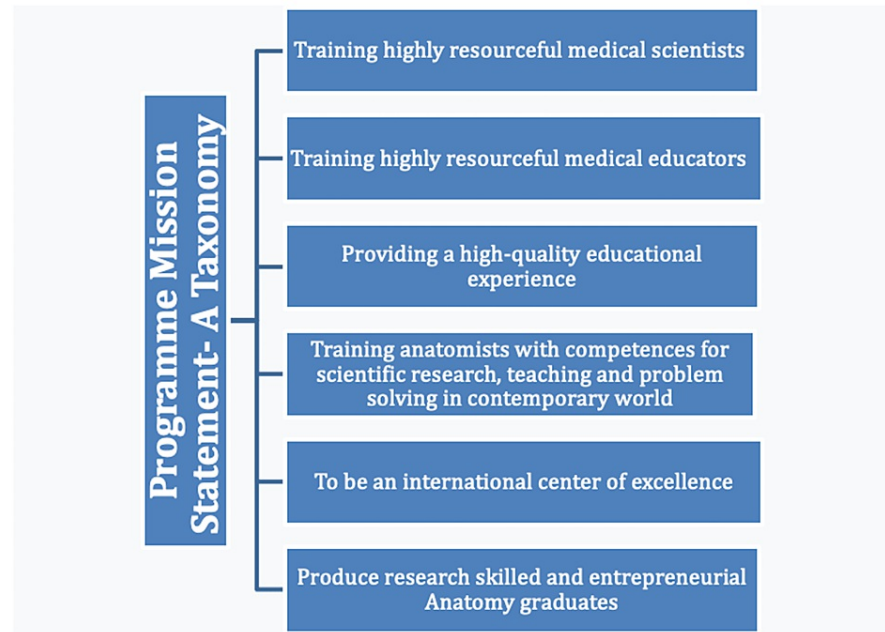 Programme Mission
Statement- A Taxonomy
Training highly resourceful medical scientists
Training highly resourceful medical educators
Providing a high-quality educational
experience
Training anatomists with competences for
scientific research, teaching and problem
solving in contemporary world
To be an international center of excellence
Produce research skilled and entrepreneurial
Anatomy graduates